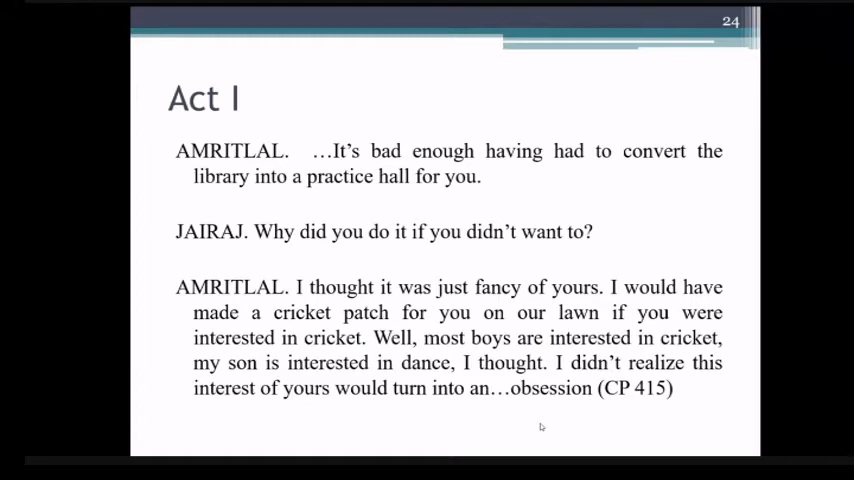 24
Act I
AMRITLAL. …It's bad enough having had to convert the
library into a practice hall for you.
JAIRAJ. Why did you do it if you didn't want to?
AMRITLAL. I thought it was just fancy of yours. I would have
made a cricket patch for you on our lawn if you were
interested in cricket. Well, most boys are interested in cricket,
my son is interested in dance, I thought. I didn't realize this
interest of yours would turn into an…obsession (CP 415)